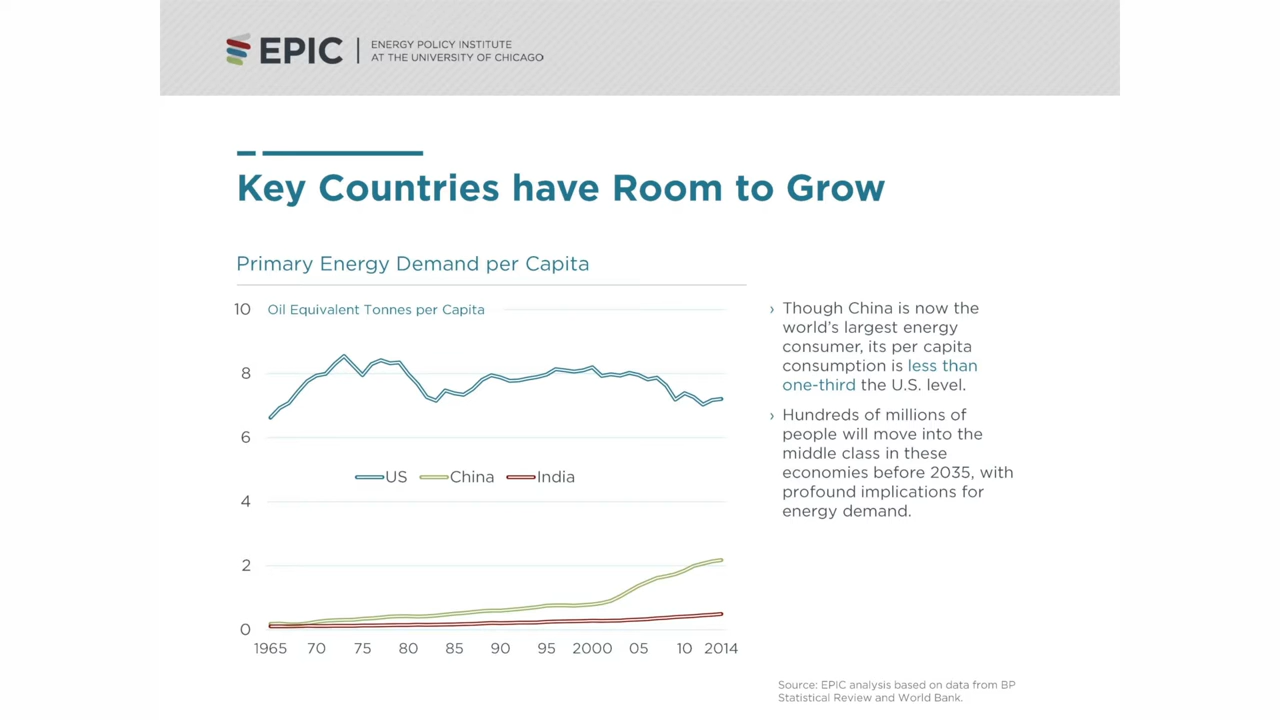 EPIC
ENERGY POLICY INSTITUTE
AT THE UNIVERSITY OF CHICAGO
Key Countries have Room to Grow
Primary Energy Demand per Capita
10
Oil Equivalent Tonnes per Capita
8
6
US China India
4
2
0
1965 70 75 80 85 90 95 2000 05 10 2014
› Though China is now the
world's largest energy
consumer, its per capita
consumption is less than
one-third the U.S. level.
› Hundreds of millions of
people will move into the
middle class in these
economies before 2035, with
profound implications for
energy demand.
Source: EPIC analysis based on data from BP
Statistical Review and World Bank.